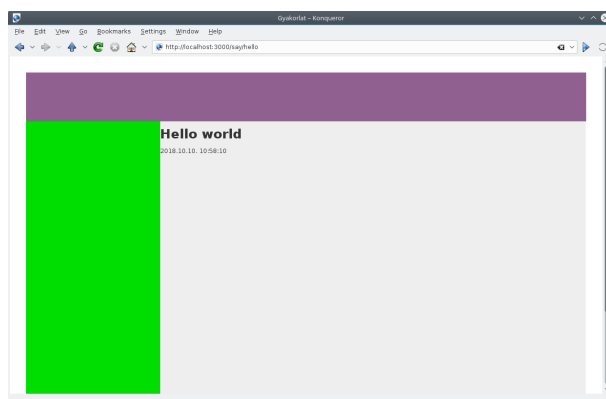 Gyakorlat – Konqueror
File Edit View Go Bookmarks Settings Window Help
http://localhost:3000/say/hello
Hello world
2018.10.10. 10:58:10